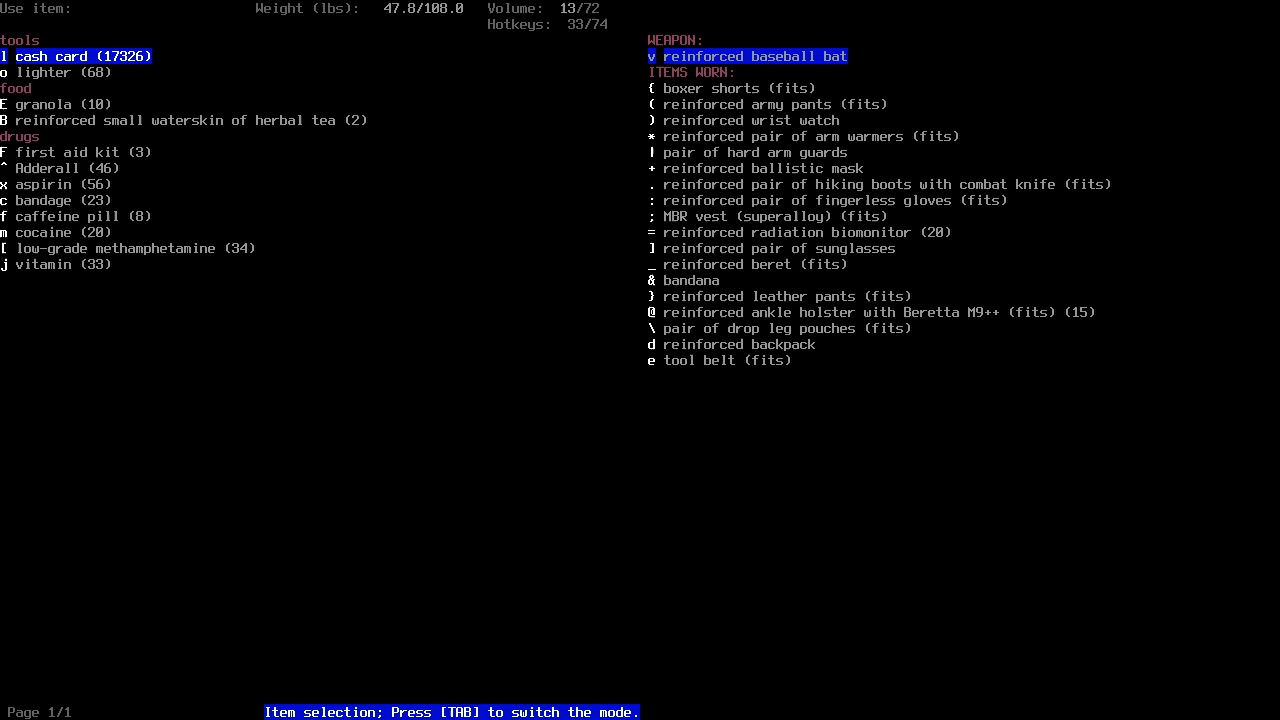 Use item: Weight (lbs): 47.8/108.0 Volume: 13/72
Hotkeys: 33/74
tools
l cash card (17326)
o lighter (68)
food
E granola (10)
B reinforced small waterskin of herbal tea (2)
drugs
F first aid kit (3)
^ Adderall (46)
x aspirin (56)
c bandage (23)
f caffeine pill (8)
m cocaine (20)
[ low-grade methamphetamine (34)
j vitamin (33)
WEAPON:
v reinforced baseball bat
ITEMS WORN:
{ boxer shorts (fits)
( reinforced army pants (fits)
) reinforced wrist watch
* reinforced pair of arm warmers (fits)
| pair of hard arm guards
+ reinforced ballistic mask
. reinforced pair of hiking boots with combat knife (fits)
: reinforced pair of fingerless gloves (fits)
; MBR vest (superalloy) (fits)
= reinforced radiation biomonitor (20)
] reinforced pair of sunglasses
_ reinforced beret (fits)
& bandana
} reinforced leather pants (fits)
@ reinforced ankle holster with Beretta M9++ (fits) (15)
\ pair of drop leg pouches (fits)
d reinforced backpack
e tool belt (fits)
Page 1/1 Item selection; Press [TAB] to switch the mode.